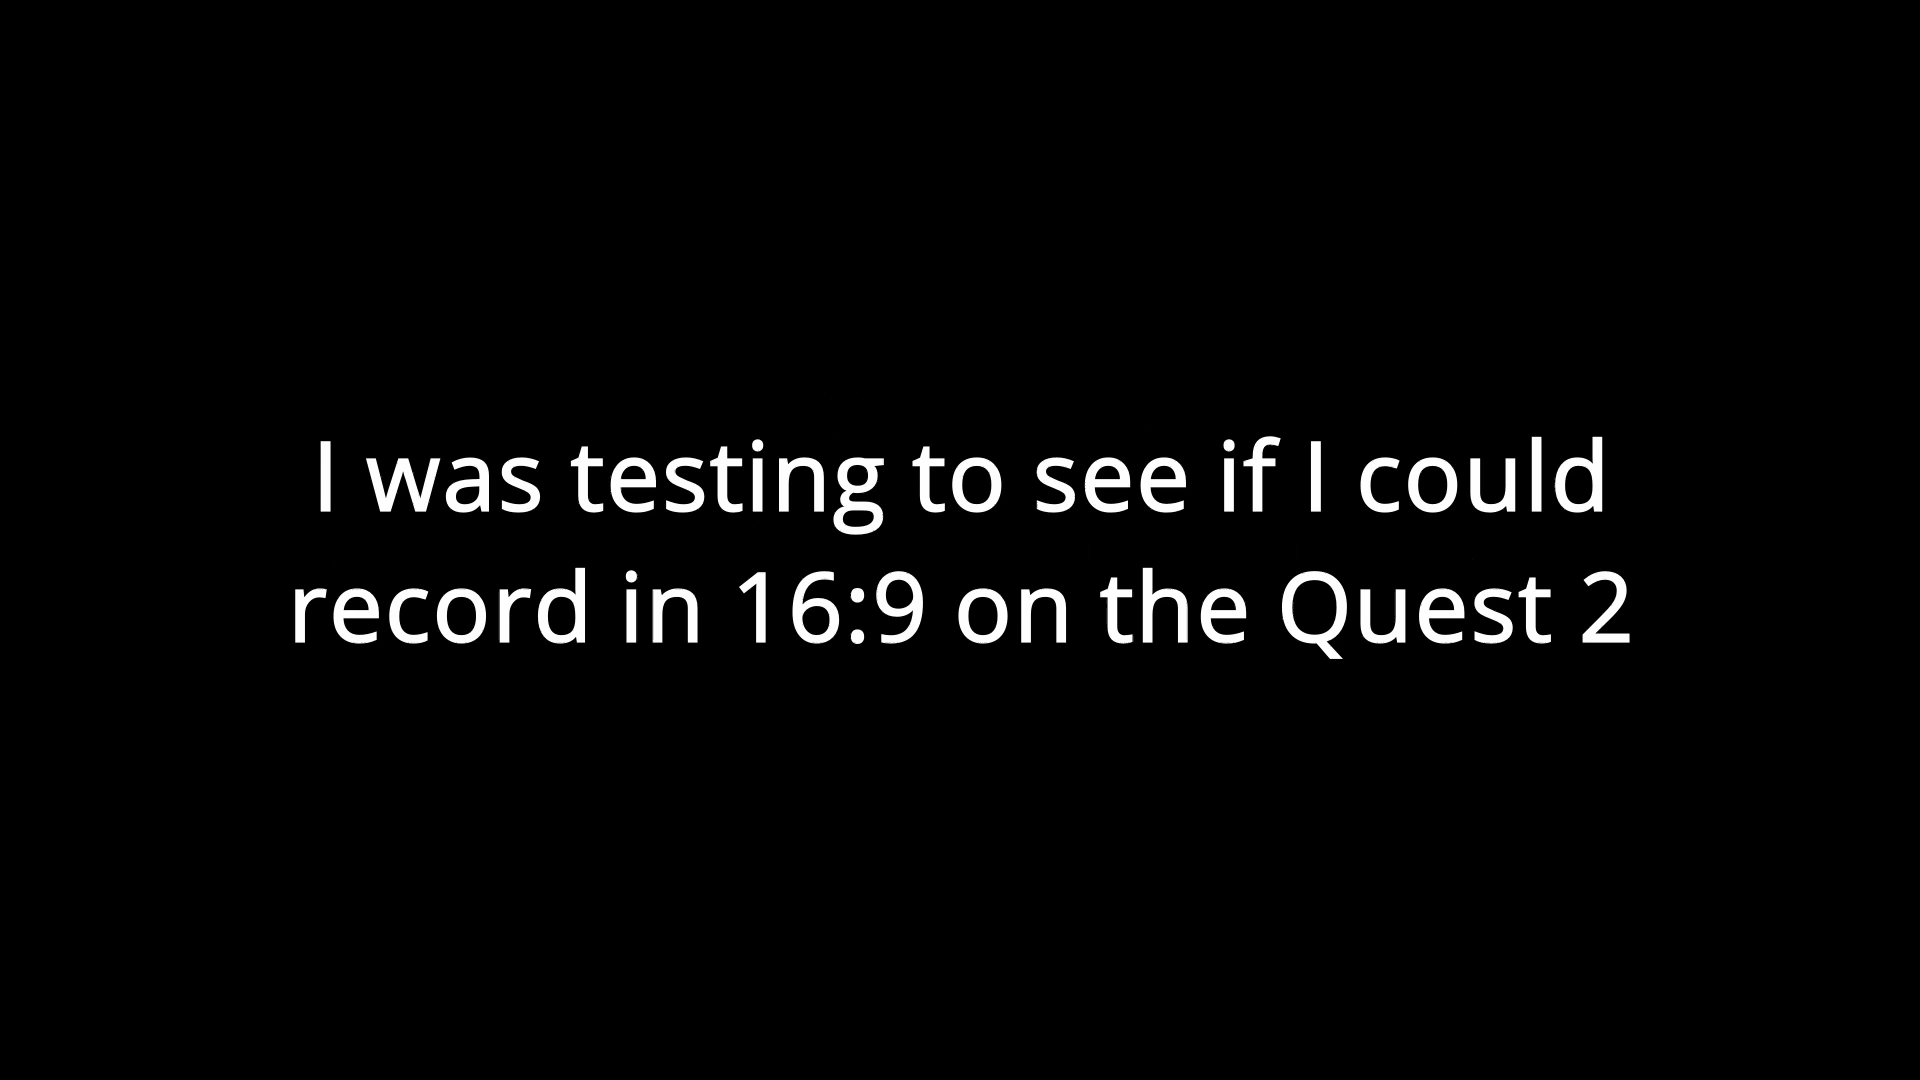 I was testing to see if I could
record in 16:9 on the Quest 2